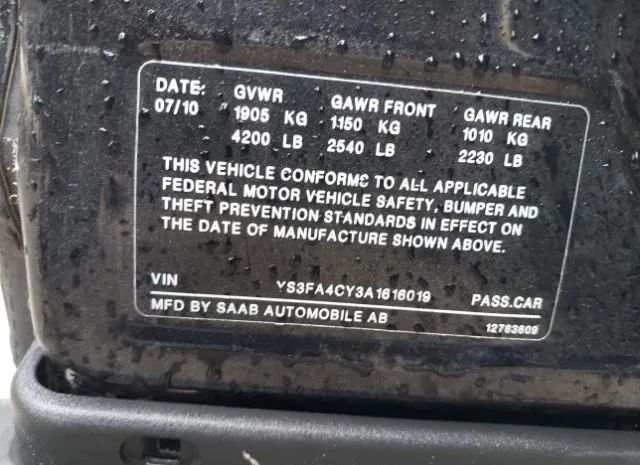 DATE: GVWR GAWR FRONT GAWR REAR
07/10 1905 KG 1150 KG 1010 KG
4200 LB 2540 LB 2230 LB
THIS VEHICLE CONFORMS TO ALL APPLICABLE
FEDERAL MOTOR VEHICLE SAFETY, BUMPER AND
THEFT PREVENTION STANDARDS IN EFFECT ON
THE DATE OF MANUFACTURE SHOWN ABOVE.
VIN YS3FA4CY3A1616019 PASS.CAR
MFD BY SAAB AUTOMOBILE AB 12783809